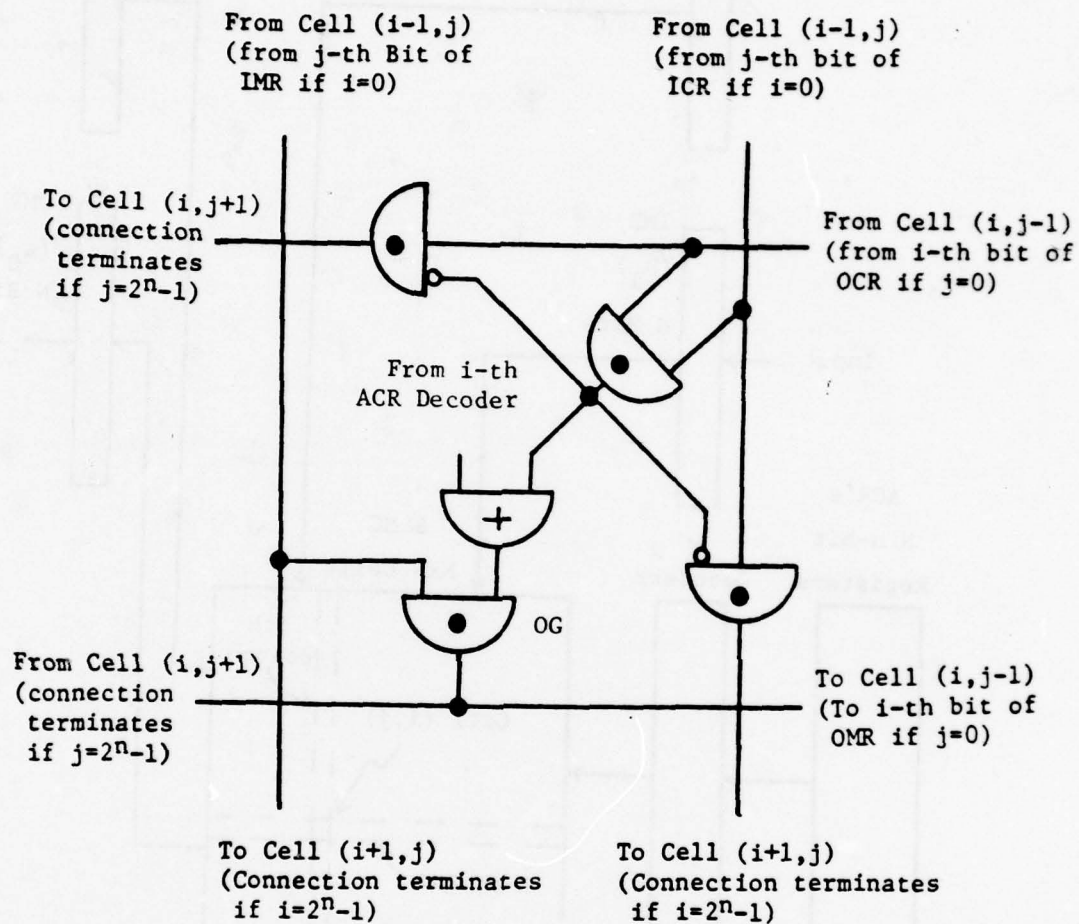 From Cell (i-1,j)
(from j-th Bit of
IMR if i=0)
From Cell (i-1,j)
(from j-th bit of
ICR if i=0)
To Cell (i,j+1)
(connection
terminates
if j=2ⁿ-1)
From Cell (i,j-1)
(from i-th bit of
OCR if j=0)
From i-th
ACR Decoder
+
OG
From Cell (i,j+1)
(connection
terminates
if j=2ⁿ-1)
To Cell (i,j-1)
(To i-th bit of
OMR if j=0)
To Cell (i+1,j)
(Connection terminates
if i=2ⁿ-1)
To Cell (i+1,j)
(Connection terminates
if i=2ⁿ-1)